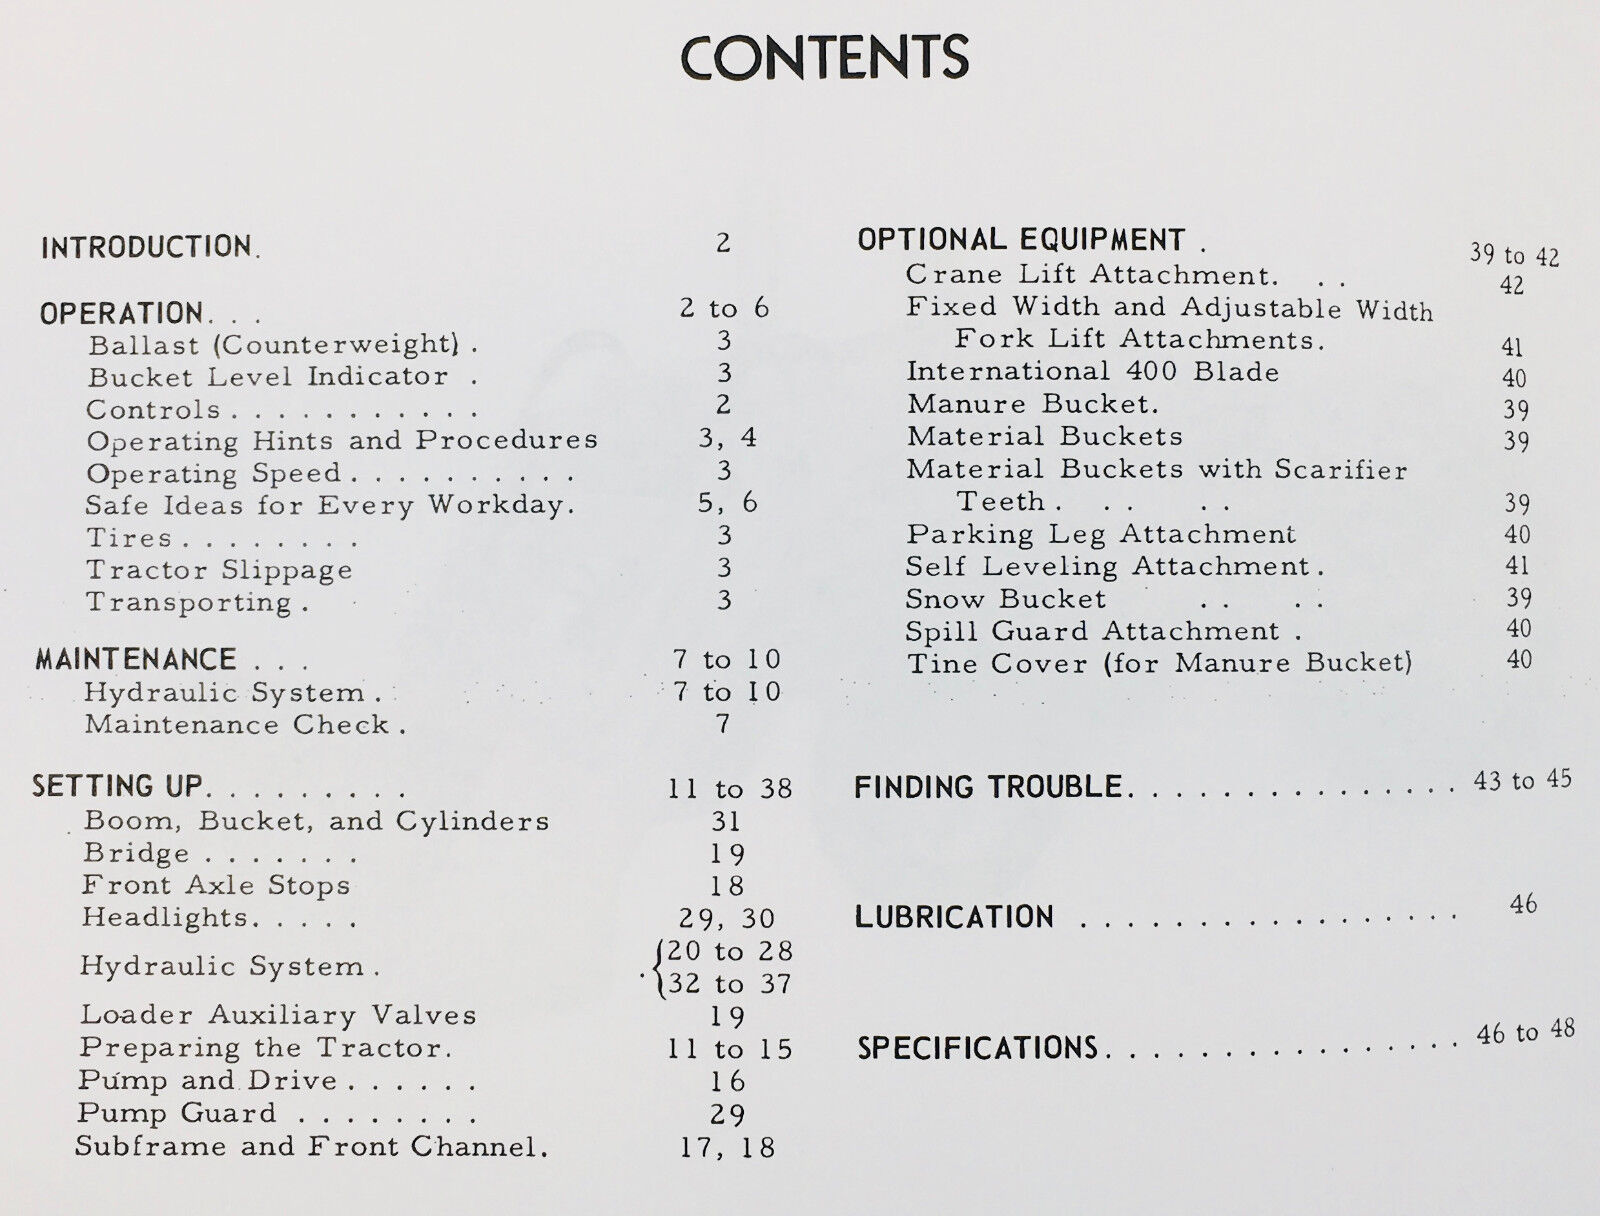 CONTENTS
INTRODUCTION. 2
OPERATION. . . 2 to 6
Ballast (Counterweight) . 3
Bucket Level Indicator . 3
Controls . . . . . . . . . . . 2
Operating Hints and Procedures 3, 4
Operating Speed . . . . . . . . . . 3
Safe Ideas for Every Workday. 5, 6
Tires . . . . . . . . 3
Tractor Slippage 3
Transporting . 3
MAINTENANCE . . . 7 to 10
Hydraulic System . 7 to 10
Maintenance Check . 7
SETTING UP. . . . . . . . . 11 to 38
Boom, Bucket, and Cylinders 31
Bridge . . . . . . . 19
Front Axle Stops 18
Headlights. . . . . 29, 30
Hydraulic System . . {20 to 28
32 to 37
Loader Auxiliary Valves 19
Preparing the Tractor. 11 to 15
Pump and Drive . . . . . . 16
Pump Guard . . . . . . . . 29
Subframe and Front Channel. 17, 18
OPTIONAL EQUIPMENT . 39 to 42
Crane Lift Attachment. . . 42
Fixed Width and Adjustable Width
Fork Lift Attachments. 41
International 400 Blade 40
Manure Bucket. 39
Material Buckets 39
Material Buckets with Scarifier
Teeth . . . . . 39
Parking Leg Attachment 40
Self Leveling Attachment . 41
Snow Bucket . . . . 39
Spill Guard Attachment . 40
Tine Cover (for Manure Bucket) 40
FINDING TROUBLE. . . . . . . . . . . . . . . 43 to 45
LUBRICATION . . . . . . . . . . . . . . . . . 46
SPECIFICATIONS. . . . . . . . . . . . . . . . 46 to 48